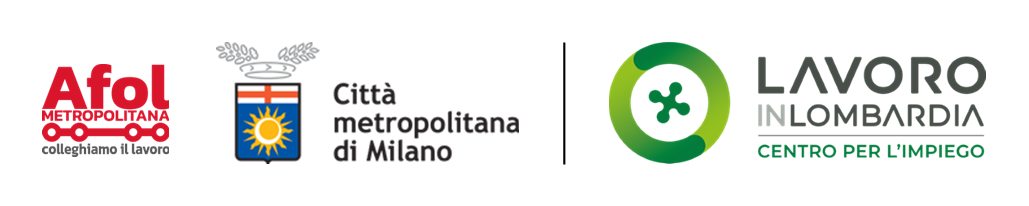 Afol
METROPOLITANA
colleghiamo il lavoro
Città
metropolitana
di Milano
LAVORO
INLOMBARDIA
CENTRO PER L'IMPIEGO